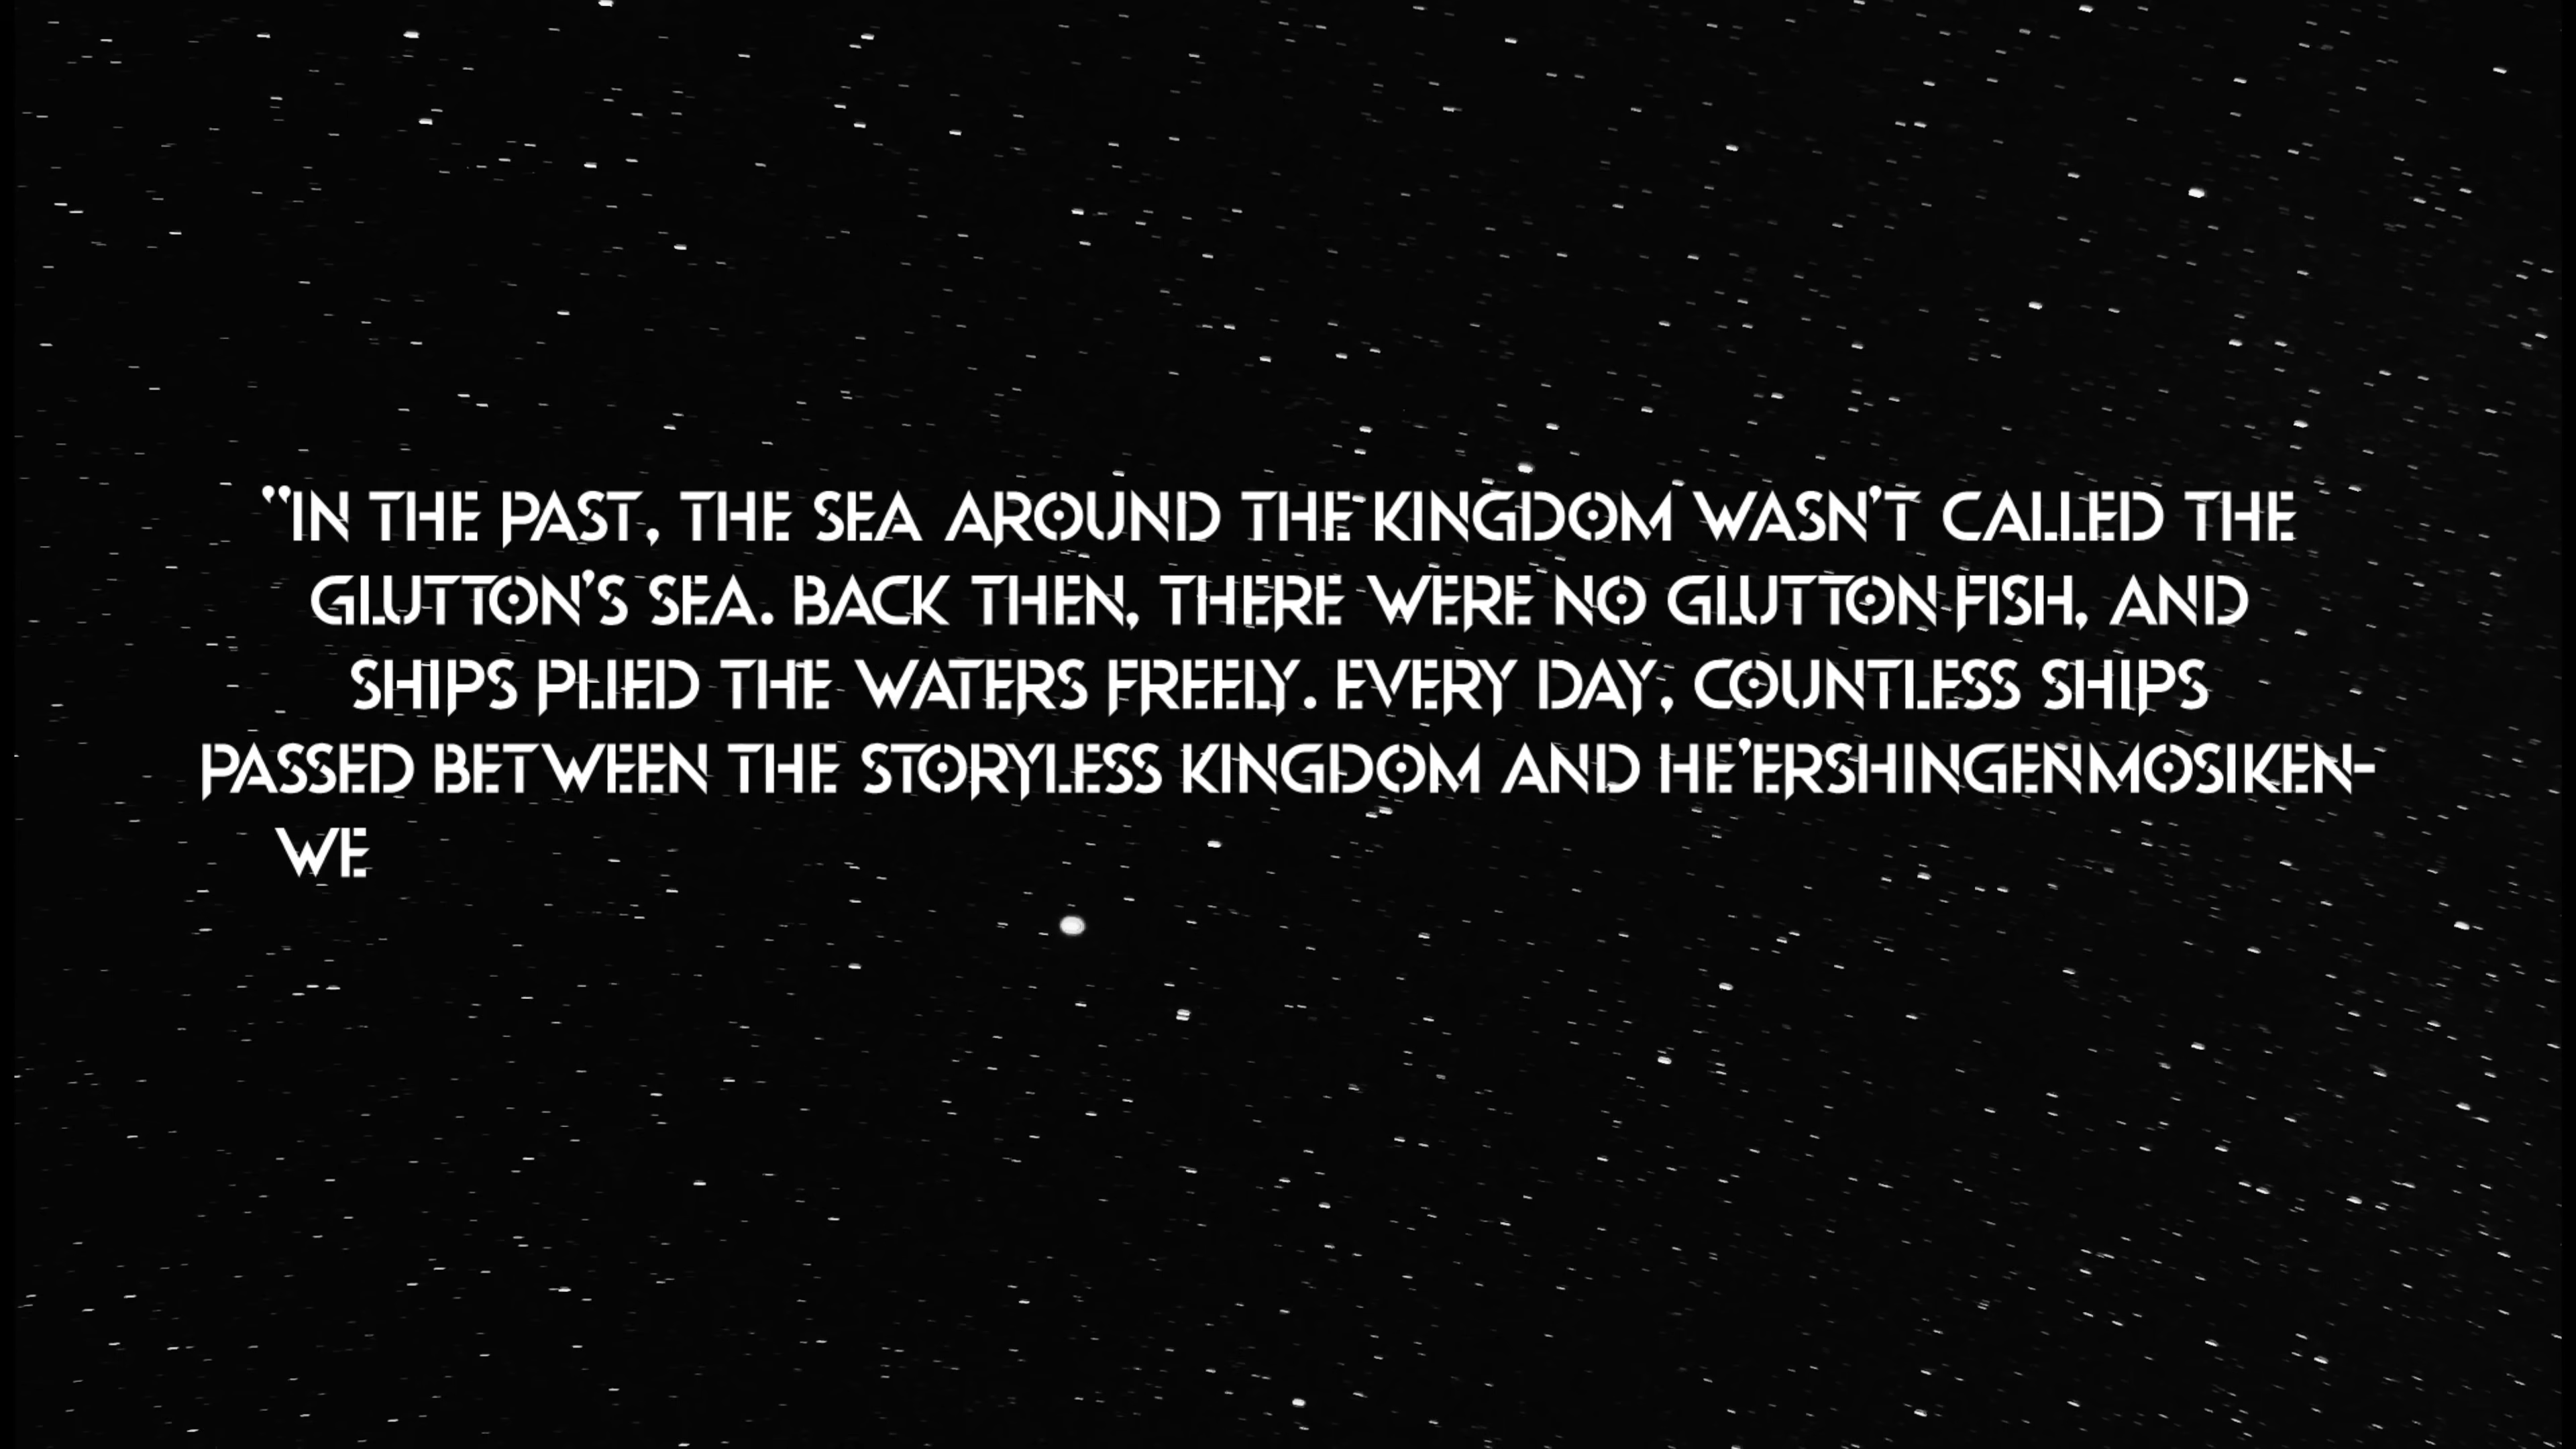 “IN THE PAST, THE SEA AROUND THE KINGDOM WASN’T CALLED THE
GLUTTON’S SEA. BACK THEN, THERE WERE NO GLUTTON FISH, AND
SHIPS PLIED THE WATERS FREELY. EVERY DAY, COUNTLESS SHIPS
PASSED BETWEEN THE STORYLESS KINGDOM AND HE’ERSHINGENMOSIKEN-
WE